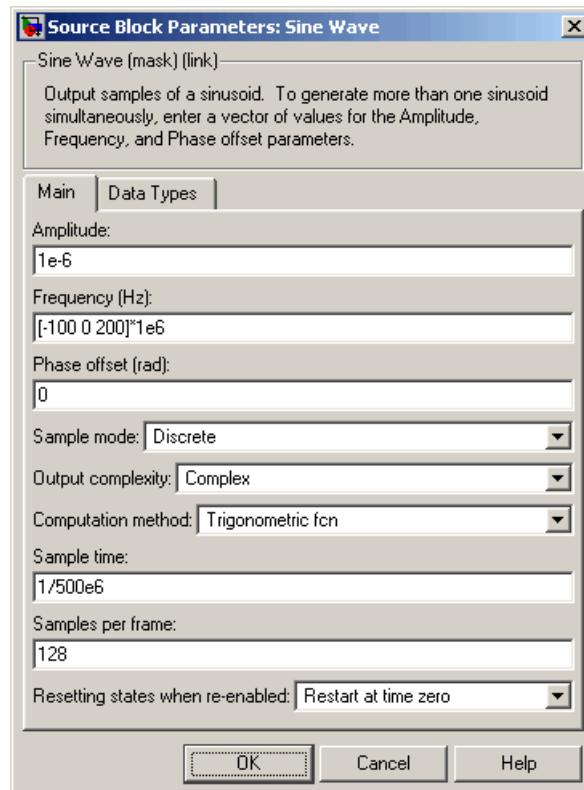 Source Block Parameters: Sine Wave
Sine Wave (mask) (link)
Output samples of a sinusoid. To generate more than one sinusoid
simultaneously, enter a vector of values for the Amplitude,
Frequency, and Phase offset parameters.
Main Data Types
Amplitude:
1e-6
Frequency (Hz):
[-100 0 200]*1e6
Phase offset (rad):
0
Sample mode: Discrete
Output complexity: Complex
Computation method: Trigonometric fcn
Sample time:
1/500e6
Samples per frame:
128
Resetting states when re-enabled: Restart at time zero
OK Cancel Help